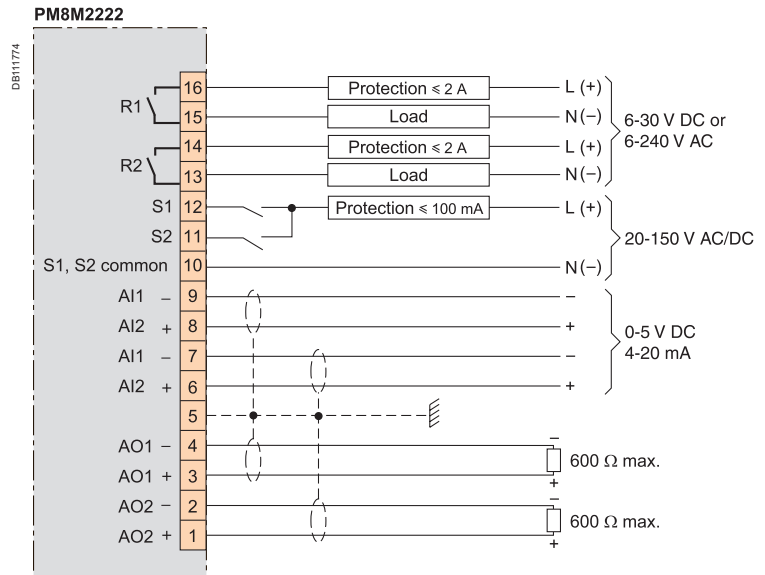 PM8M2222
DB111774
R1 16 Protection ⩽ 2 A L (+)
15 Load N (–)
6-30 V DC or
6-240 V AC
R2 14 Protection ⩽ 2 A L (+)
13 Load N (–)
S1 12 Protection ⩽ 100 mA L (+)
S2 11
20-150 V AC/DC
S1, S2 common 10 N (–)
AI1 – 9 –
AI2 + 8 +
0-5 V DC
4-20 mA
AI1 – 7 –
AI2 + 6 +
5
AO1 – 4 –
600 Ω max.
AO1 + 3 +
AO2 – 2 –
600 Ω max.
AO2 + 1 +